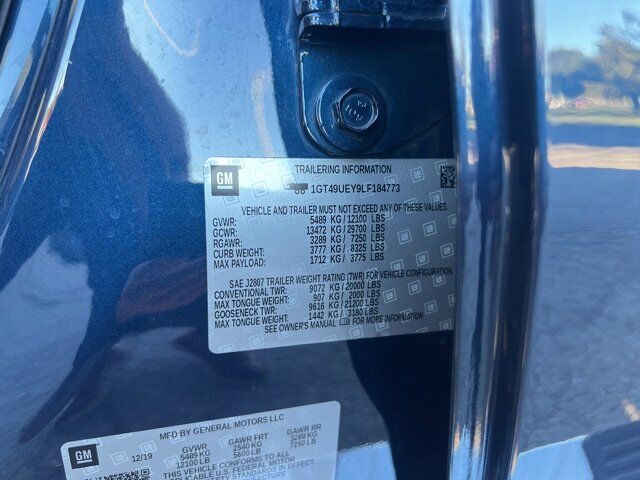 GM
TRAILERING INFORMATION
1GT49UEY9LF184773
VEHICLE AND TRAILER MUST NOT EXCEED ANY OF THESE VALUES.
GVWR: 5489 KG / 12100 LBS
GCWR: 13472 KG / 29700 LBS
RGAWR: 3289 KG / 7250 LBS
CURB WEIGHT: 3777 KG / 8325 LBS
MAX PAYLOAD: 1712 KG / 3775 LBS
SAE J2807 TRAILER WEIGHT RATING (TWR) FOR VEHICLE CONFIGURATION.
CONVENTIONAL TWR: 9072 KG / 20000 LBS
MAX TONGUE WEIGHT: 907 KG / 2000 LBS
GOOSENECK TWR: 9616 KG / 21200 LBS
MAX TONGUE WEIGHT: 1442 KG / 3180 LBS
SEE OWNER'S MANUAL FOR MORE INFORMATION
GM
MFD BY GENERAL MOTORS LLC
12/19 GVWR GAWR FRT GAWR RR
5489 KG 2540 KG 3289 KG
12100 LB 5600 LB 7250 LB
THIS VEHICLE CONFORMS TO ALL
U.S. FEDERAL MOTOR
STANDARDS IN EFFECT